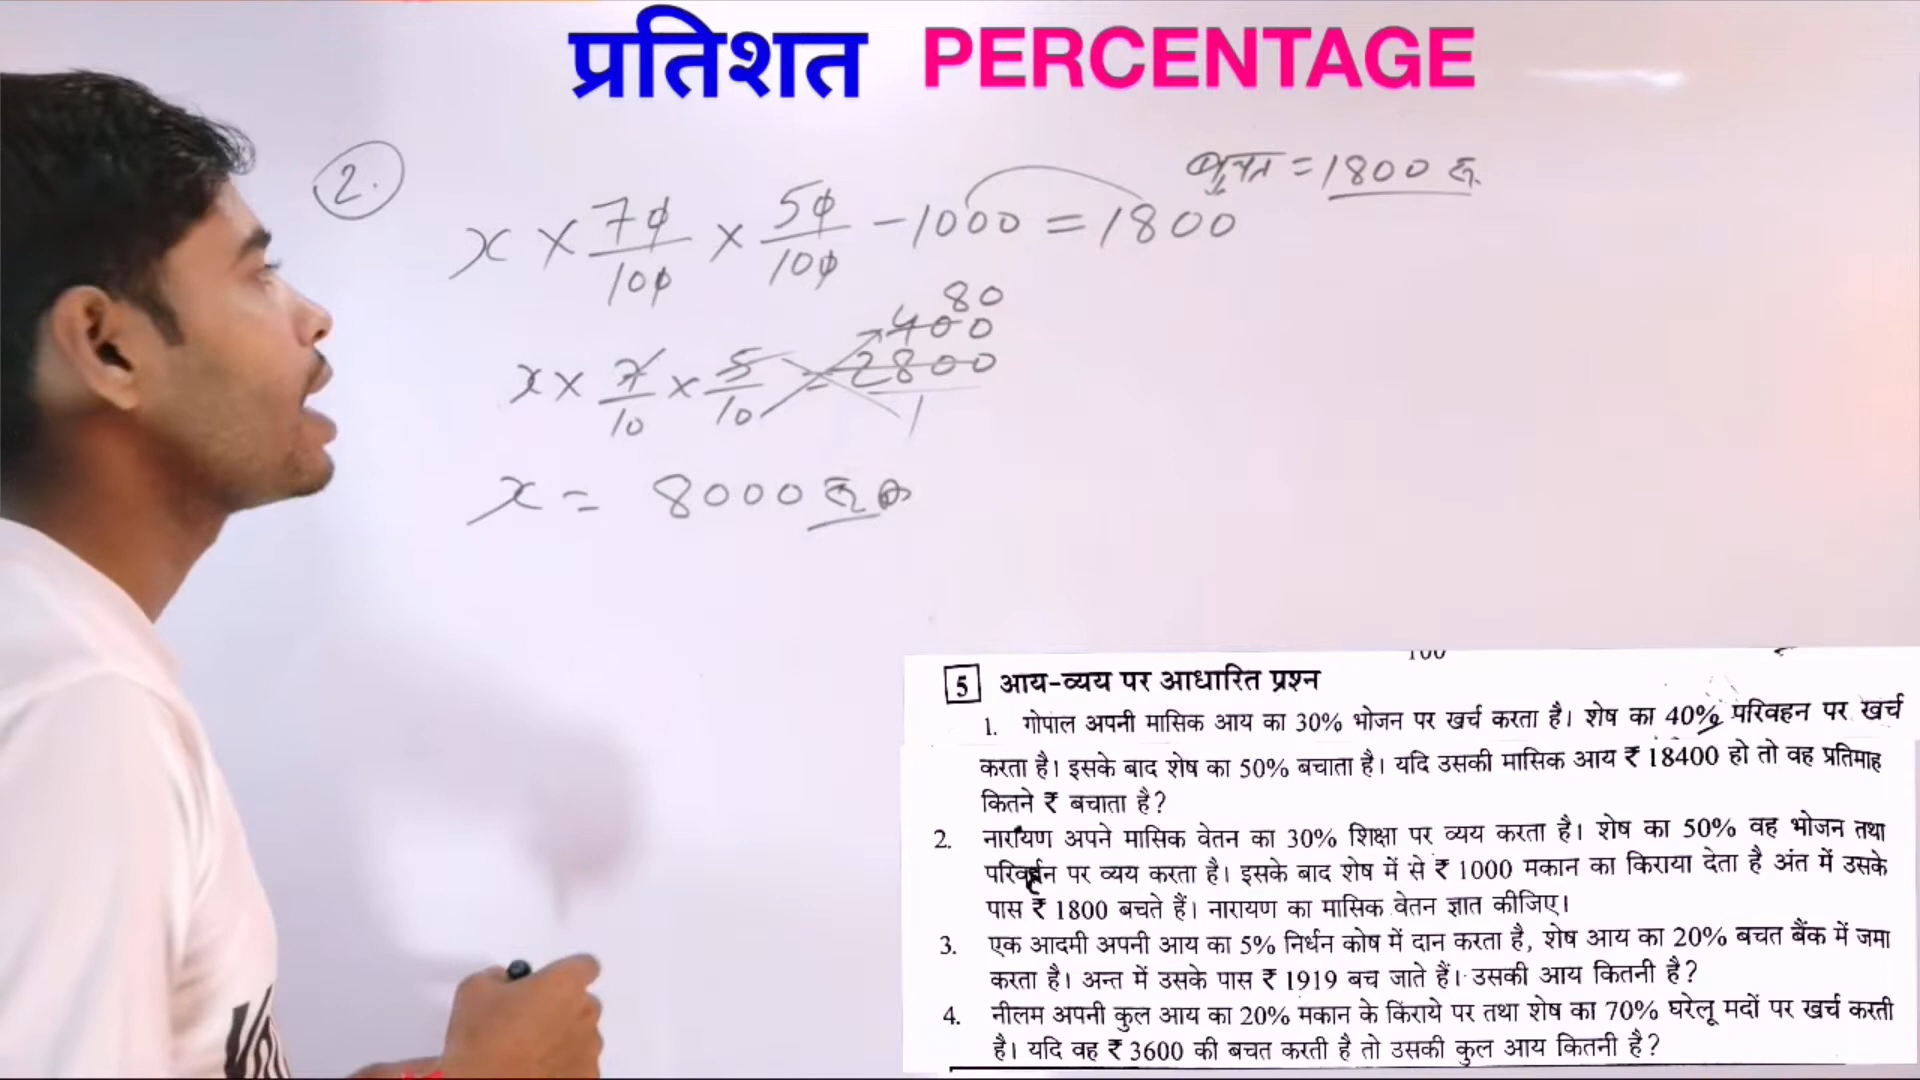 प्रतिशत PERCENTAGE
2.
बचत = 1800 रु.
x × 70/100 × 50/100 - 1000 = 1800
80
400
x × 7/10 × 5/10 = 2800/1
x = 8000 रु०
100
5 आय-व्यय पर आधारित प्रश्न
1. गोपाल अपनी मासिक आय का 30% भोजन पर खर्च करता है। शेष का 40% परिवहन पर खर्च
करता है। इसके बाद शेष का 50% बचाता है। यदि उसकी मासिक आय ₹ 18400 हो तो वह प्रतिमाह
कितने ₹ बचाता है?
2. नारायण अपने मासिक वेतन का 30% शिक्षा पर व्यय करता है। शेष का 50% वह भोजन तथा
पर व्यय करता है। इसके बाद शेष में से ₹ 1000 मकान का किराया देता है अंत में उसके
पास ₹ 1800 बचते हैं। नारायण का मासिक वेतन ज्ञात कीजिए।
3. एक आदमी अपनी आय का 5% निर्धन कोष में दान करता है, शेष आय का 20% बचत बैंक में जमा
करता है। अन्त में उसके पास ₹ 1919 बच जाते हैं। उसकी आय कितनी है?
4. नीलम अपनी कुल आय का 20% मकान के किराये पर तथा शेष का 70% घरेलू मदों पर खर्च करती
है। यदि वह ₹ 3600 की बचत करती है तो उसकी कुल आय कितनी है?